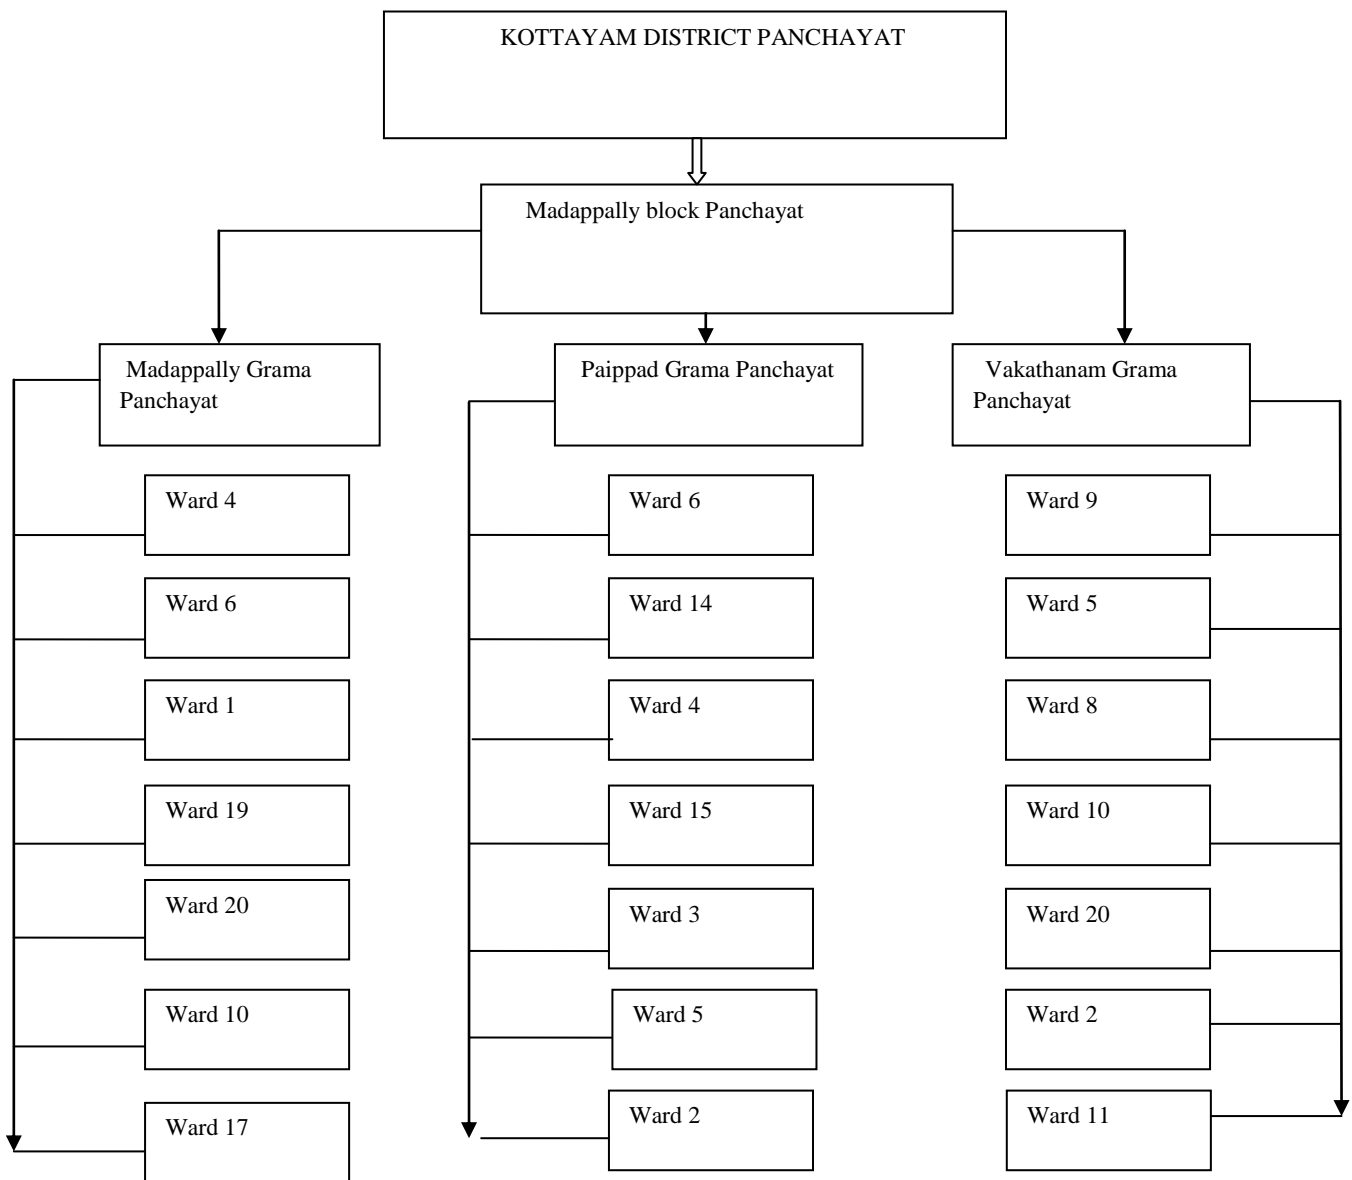 KOTTAYAM DISTRICT PANCHAYAT
Madappally block Panchayat
Madappally Grama
Panchayat
Paippad Grama Panchayat
Vakathanam Grama
Panchayat
Ward 4
Ward 6
Ward 1
Ward 19
Ward 20
Ward 10
Ward 17
Ward 6
Ward 14
Ward 4
Ward 15
Ward 3
Ward 5
Ward 2
Ward 9
Ward 5
Ward 8
Ward 10
Ward 20
Ward 2
Ward 11